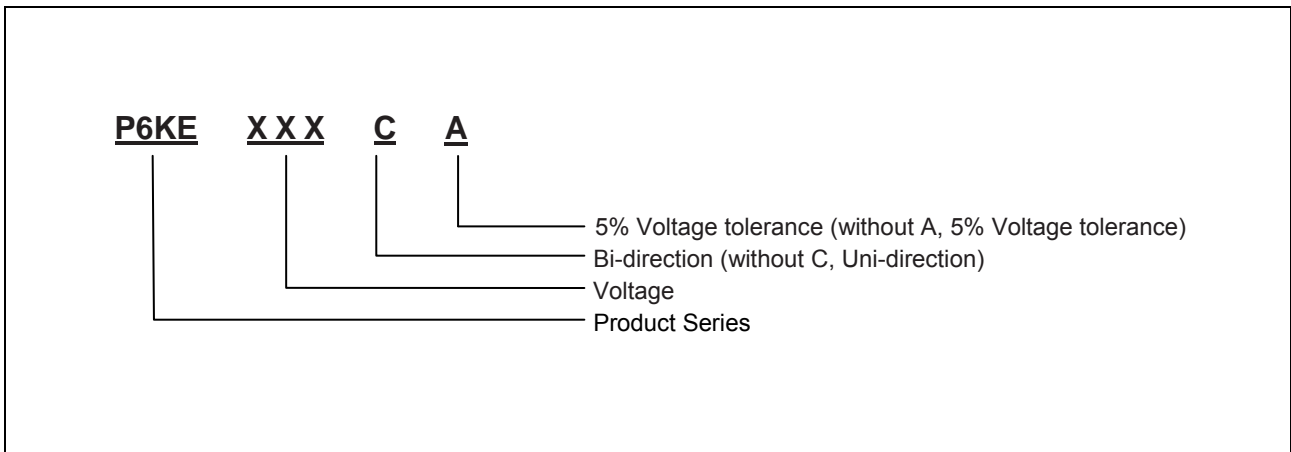 P6KE X X X C A
5% Voltage tolerance (without A, 5% Voltage tolerance)
Bi-direction (without C, Uni-direction)
Voltage
Product Series